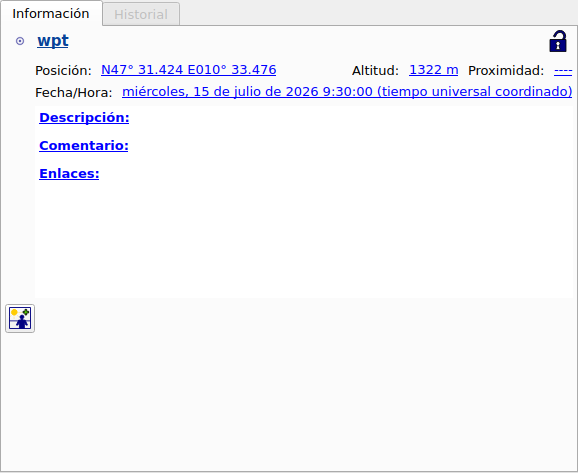 Información Historial
wpt
Posición: N47° 31.424 E010° 33.476 Altitud: 1322 m Proximidad: ----
Fecha/Hora: miércoles, 15 de julio de 2026 9:30:00 (tiempo universal coordinado)
Descripción:
Comentario:
Enlaces: